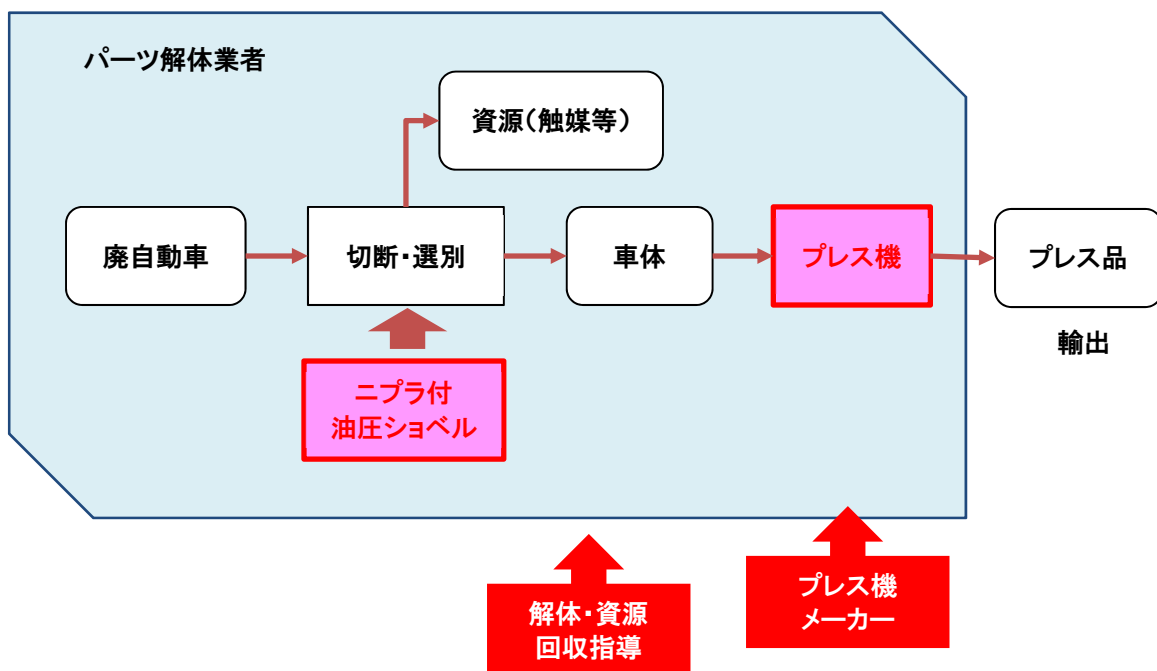 パーツ解体業者
資源(触媒等)
廃自動車
切断・選別
車体
プレス機
プレス品
輸出
ニプラ付
油圧ショベル
解体・資源
回収指導
プレス機
メーカー